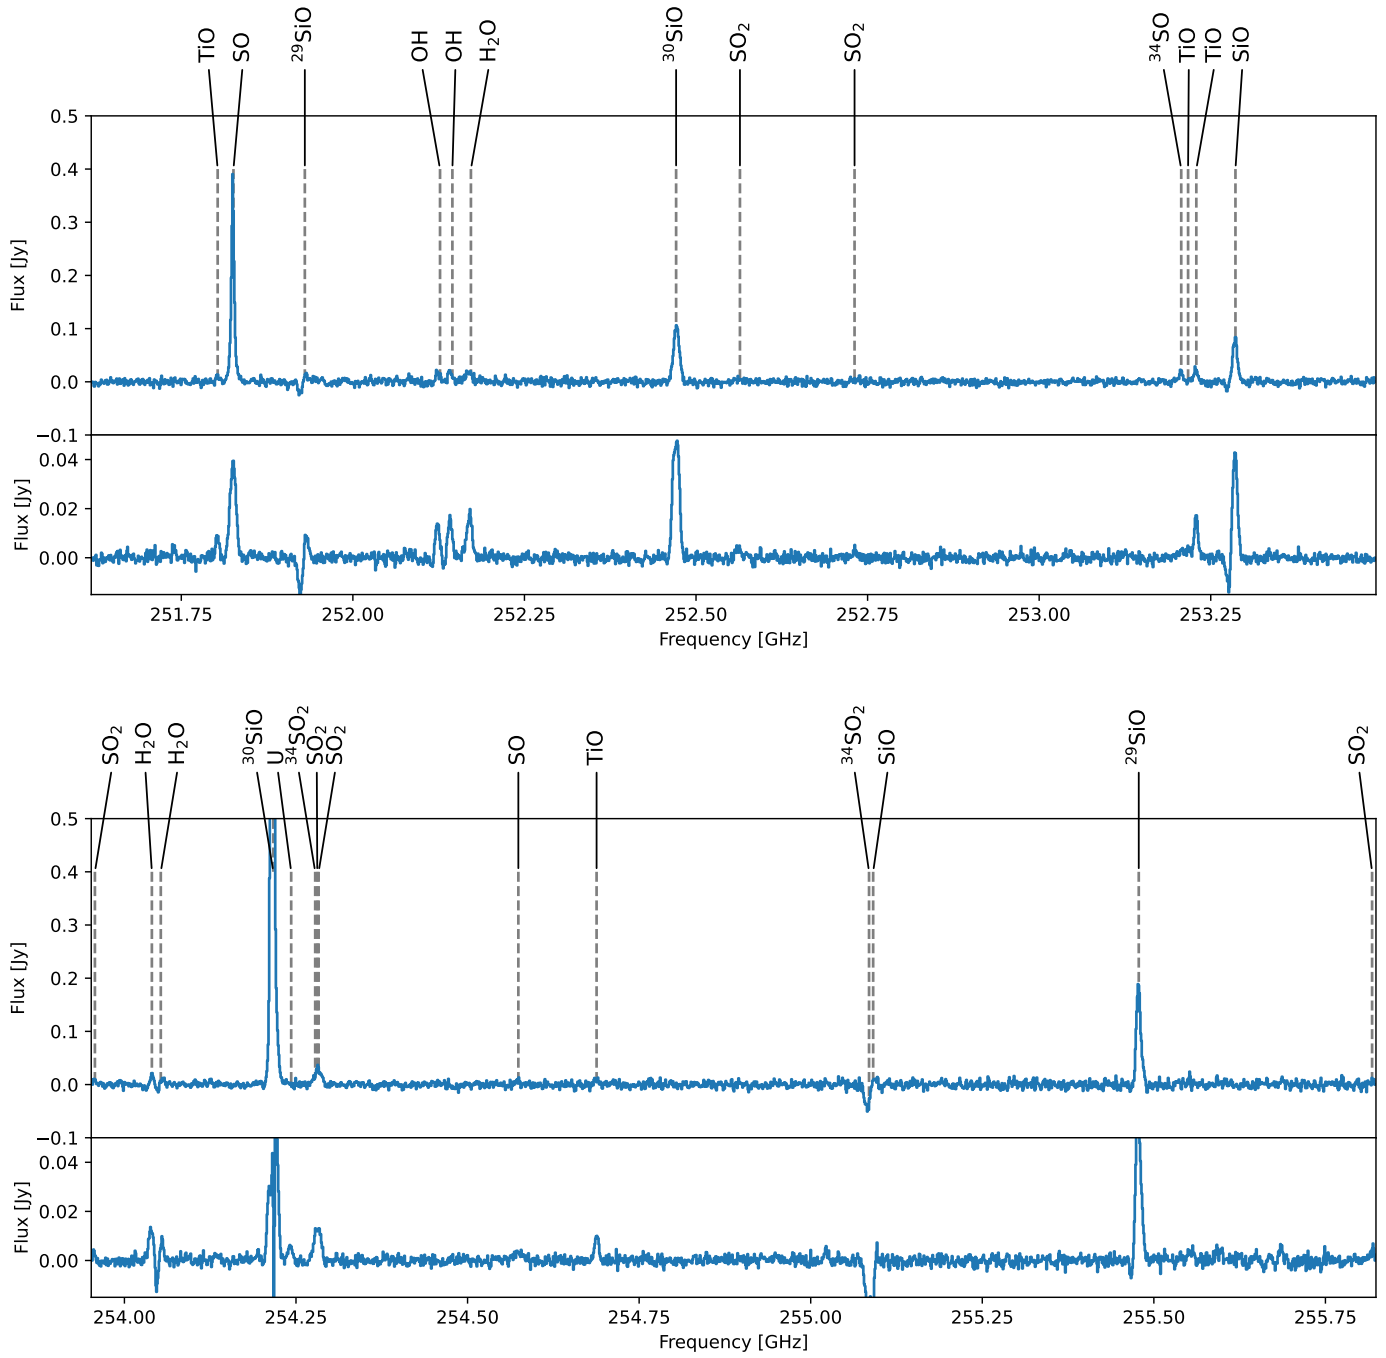 TiO SO ²⁹SiO OH OH H₂O ³⁰SiO SO₂ SO₂ ³⁴SO TiO TiO SiO
0.5
0.4
0.3
0.2
0.1
0.0
−0.1
Flux [Jy]
0.04
0.02
0.00
Flux [Jy]
251.75 252.00 252.25 252.50 252.75 253.00 253.25
Frequency [GHz]
SO₂ H₂O H₂O ³⁰SiO U ³⁴SO₂ SO₂ SO₂ SO TiO ³⁴SO₂ SiO ²⁹SiO SO₂
0.5
0.4
0.3
0.2
0.1
0.0
−0.1
Flux [Jy]
0.04
0.02
0.00
Flux [Jy]
254.00 254.25 254.50 254.75 255.00 255.25 255.50 255.75
Frequency [GHz]